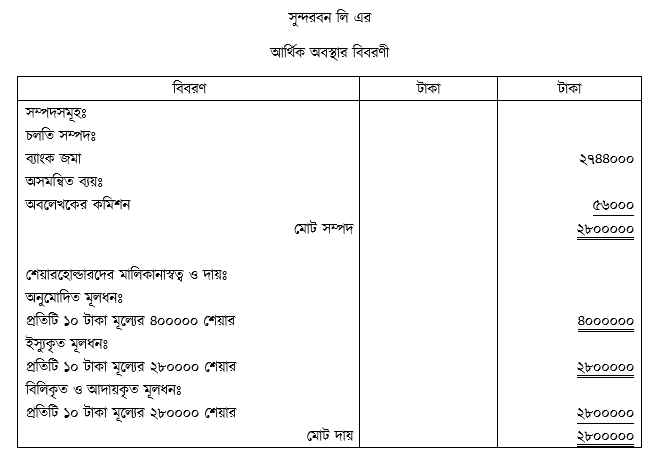 সুন্দরবন লি এর
আর্থিক অবস্থার বিবরণী
বিবরণ টাকা টাকা
সম্পদসমূহঃ
চলতি সম্পদঃ
ব্যাংক জমা ২৭৪৪০০০
অসমন্বিত ব্যয়ঃ
অবলেখকের কমিশন ৫৬০০০
মোট সম্পদ ২৮০০০০০
শেয়ারহোল্ডারদের মালিকানাস্বত্ব ও দায়ঃ
অনুমোদিত মূলধনঃ
প্রতিটি ১০ টাকা মূল্যের ৪০০০০০ শেয়ার ৪০০০০০০
ইস্যুকৃত মূলধনঃ
প্রতিটি ১০ টাকা মূল্যের ২৮০০০০ শেয়ার ২৮০০০০০
বিলিকৃত ও আদায়কৃত মূলধনঃ
প্রতিটি ১০ টাকা মূল্যের ২৮০০০০ শেয়ার ২৮০০০০০
মোট দায় ২৮০০০০০